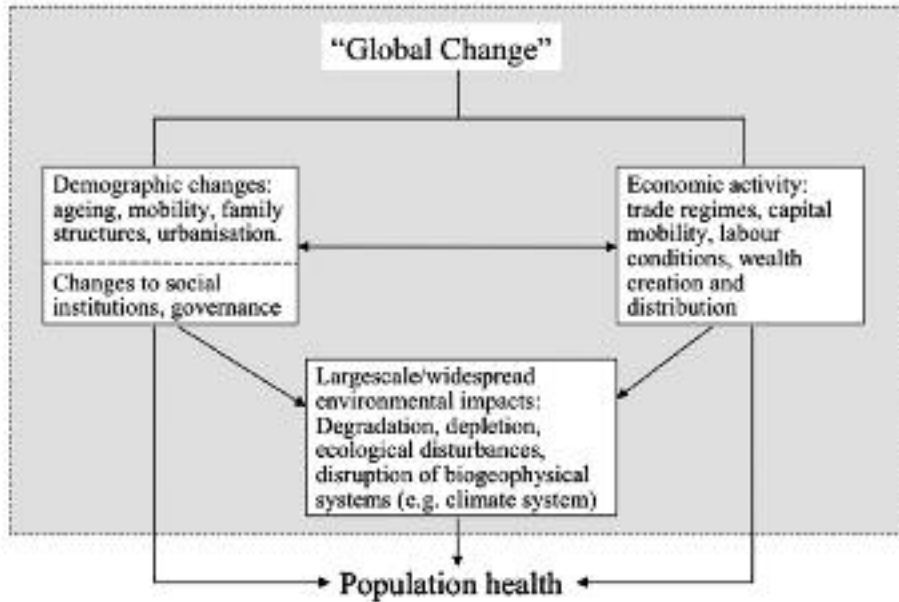 “Global Change”
Demographic changes:
ageing, mobility, family
structures, urbanisation.
Changes to social
institutions, governance
Economic activity:
trade regimes, capital
mobility, labour
conditions, wealth
creation and
distribution
Largescale/widespread
environmental impacts:
Degradation, depletion,
ecological disturbances,
disruption of biogeophysical
systems (e.g. climate system)
Population health